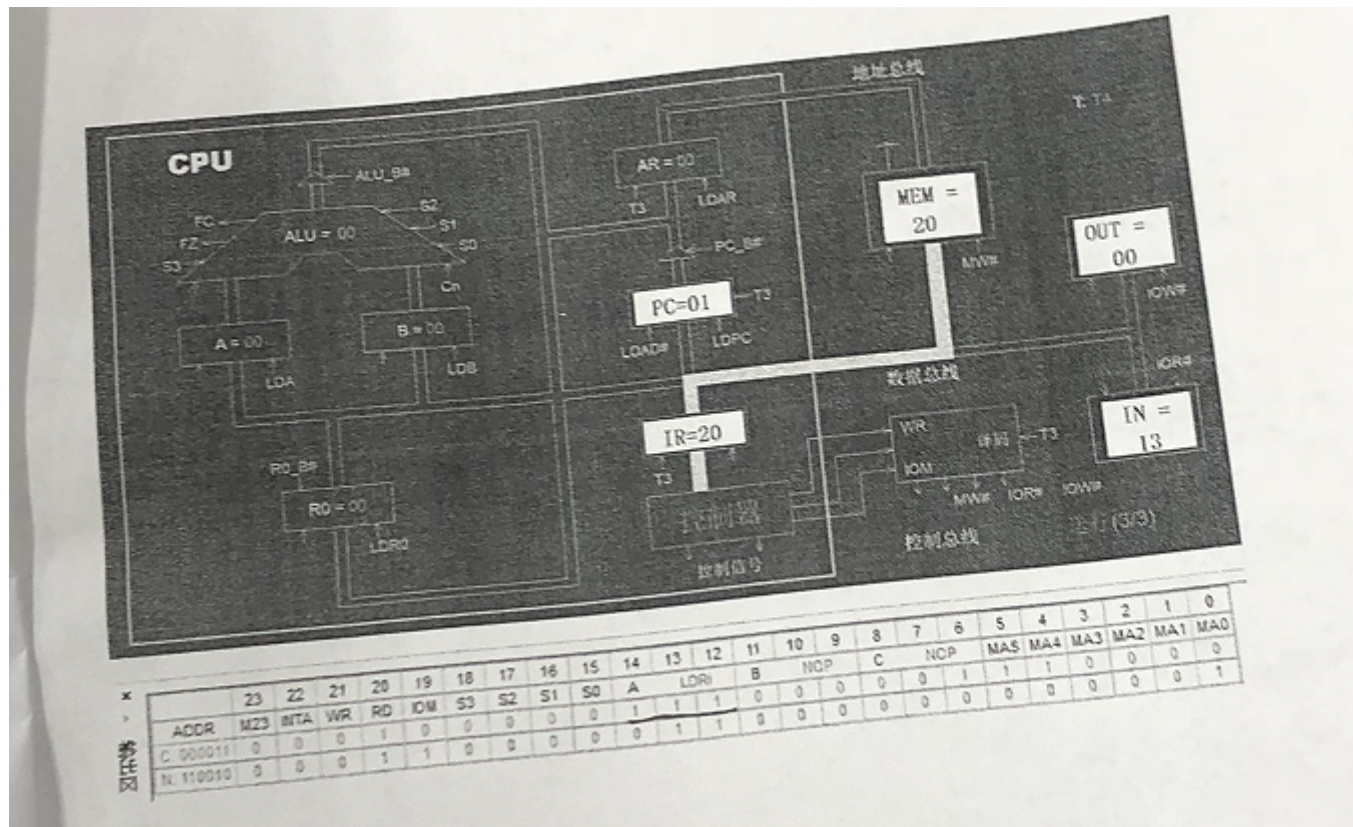 地址总线
T: T4
CPU
ALU_B#
AR = 00
T3
LDAR
MEM =
20
MW#
OUT =
00
IOW#
FC
FZ
S3
ALU = 00
S2
S1
S0
Cn
PC_B#
PC=01
T3
LOAD#
LDPC
A = 00
LDA
B = 00
LDB
数据总线
IOR#
IN =
13
IR=20
T3
WR
IOM
译码
T3
MW# IOR# IOW#
R0_B#
R0 = 00
LDR0
控制器
控制信号
控制总线
运行(3/3)
23 22 21 20 19 18 17 16 15 14 13 12 11 10 9 8 7 6 5 4 3 2 1 0
ADDR M23 INTA WR RD IOM S3 S2 S1 S0 A LDRi B NOP C NOP MA5 MA4 MA3 MA2 MA1 MA0
C: 000011 0 0 0 1 0 0 0 0 0 1 1 1 0 0 0 0 0 1 1 1 0 0 0 0
N: 110010 0 0 0 1 1 0 0 0 0 0 1 1 0 0 0 0 0 0 0 0 0 0 0 1